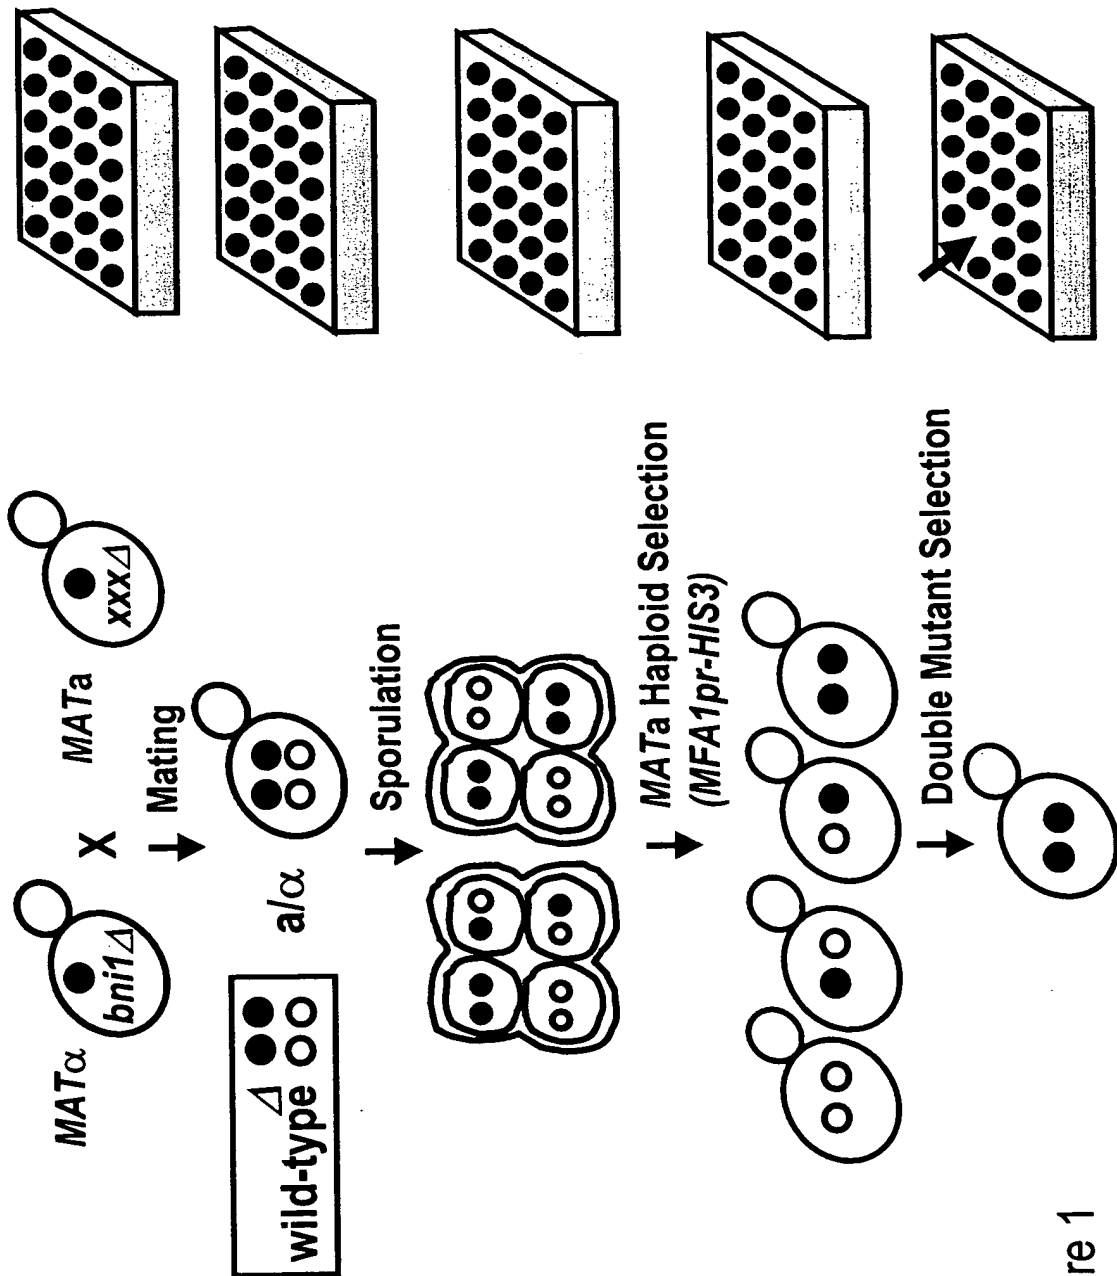 MATα
MATa
bni1Δ
X
xxxΔ
Mating
Δ
wild-type
a/α
Sporulation
MATa Haploid Selection
(MFA1pr-HIS3)
Double Mutant Selection
re 1